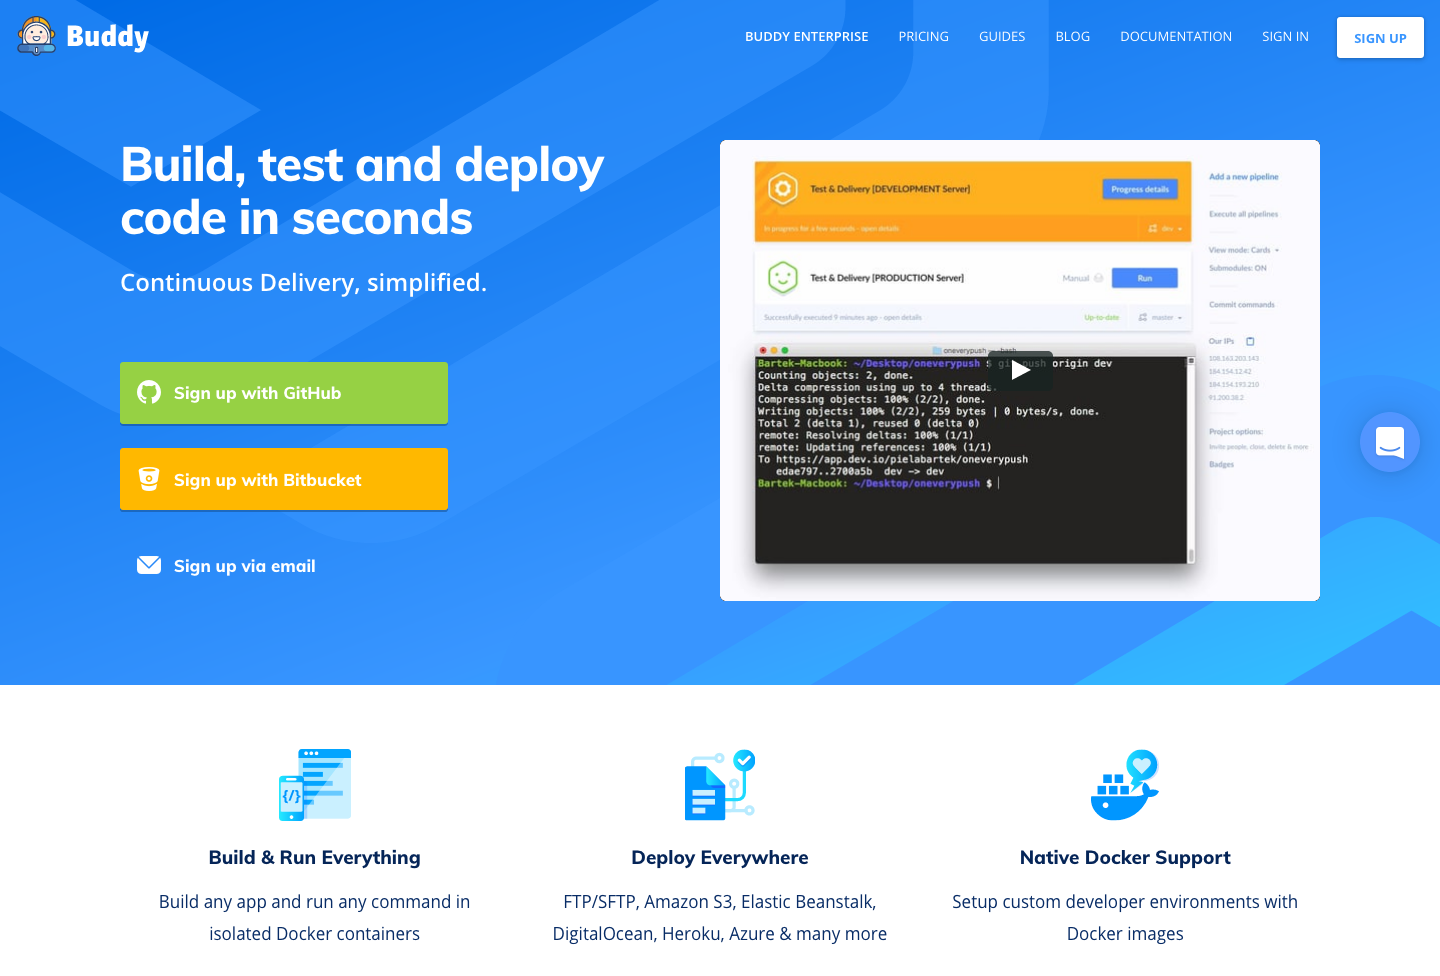 Buddy
BUDDY ENTERPRISE
PRICING
GUIDES
BLOG
DOCUMENTATION
SIGN IN
SIGN UP
Build, test and deploy
code in seconds
Continuous Delivery, simplified.
Sign up with GitHub
Sign up with Bitbucket
Sign up via email
Test & Delivery [DEVELOPMENT Server]
Progress details
In progress for a few seconds - open details
dev
Test & Delivery [PRODUCTION Server]
Manual
Run
Successfully executed 9 minutes ago - open details
Up-to-date
master
oneverypush — -bash
Bartek-Macbook: ~/Desktop/oneverypush $ git push origin dev
Counting objects: 2, done.
Delta compression using up to 4 threads.
Compressing objects: 100% (2/2), done.
Writing objects: 100% (2/2), 259 bytes | 0 bytes/s, done.
Total 2 (delta 1), reused 0 (delta 0)
remote: Resolving deltas: 100% (1/1)
remote: Updating references: 100% (1/1)
To https://app.dev.io/pielabartek/oneverypush
edae797..2700a5b dev -> dev
Bartek-Macbook: ~/Desktop/oneverypush $
Add a new pipeline
Execute all pipelines
View mode: Cards
Submodules: ON
Commit commands
Our IPs
108.163.203.143
184.154.12.42
184.154.193.210
91.200.38.2
Project options:
Invite people, close, delete & more
Badges
{/}
Build & Run Everything
Build any app and run any command in
isolated Docker containers
Deploy Everywhere
FTP/SFTP, Amazon S3, Elastic Beanstalk,
DigitalOcean, Heroku, Azure & many more
Native Docker Support
Setup custom developer environments with
Docker images